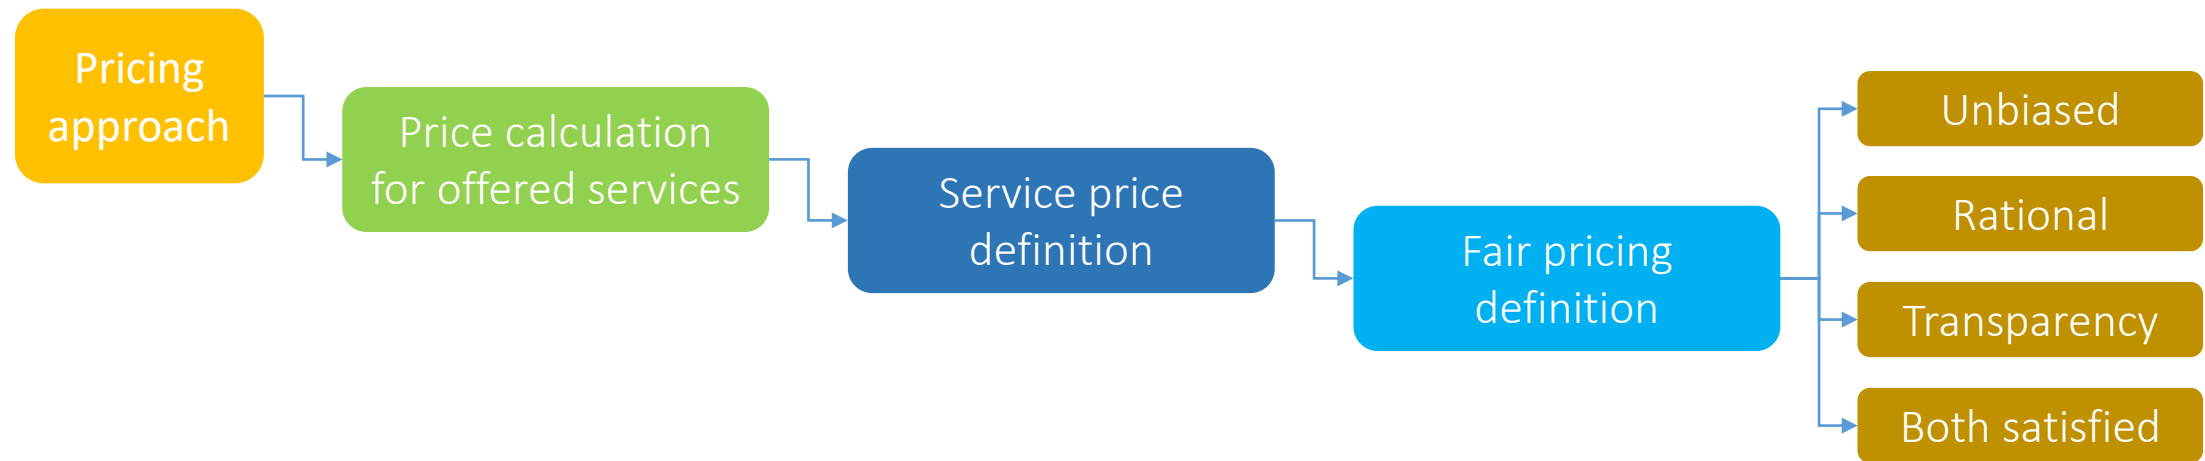 Pricing
approach
Price calculation
for offered services
Service price
definition
Fair pricing
definition
Unbiased
Rational
Transparency
Both satisfied